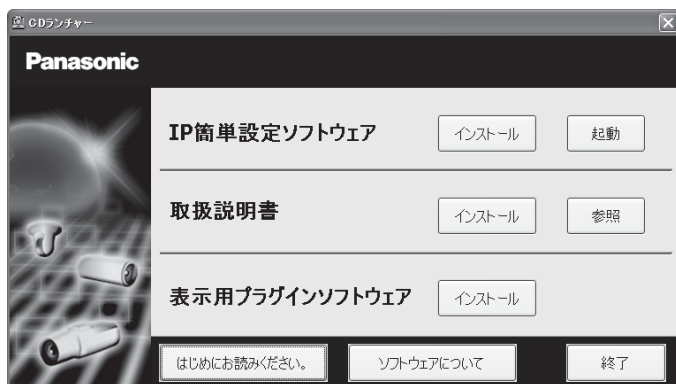 CDランチャー
Panasonic
IP簡単設定ソフトウェア インストール 起動
取扱説明書 インストール 参照
表示用プラグインソフトウェア インストール
はじめにお読みください。 ソフトウェアについて 終了